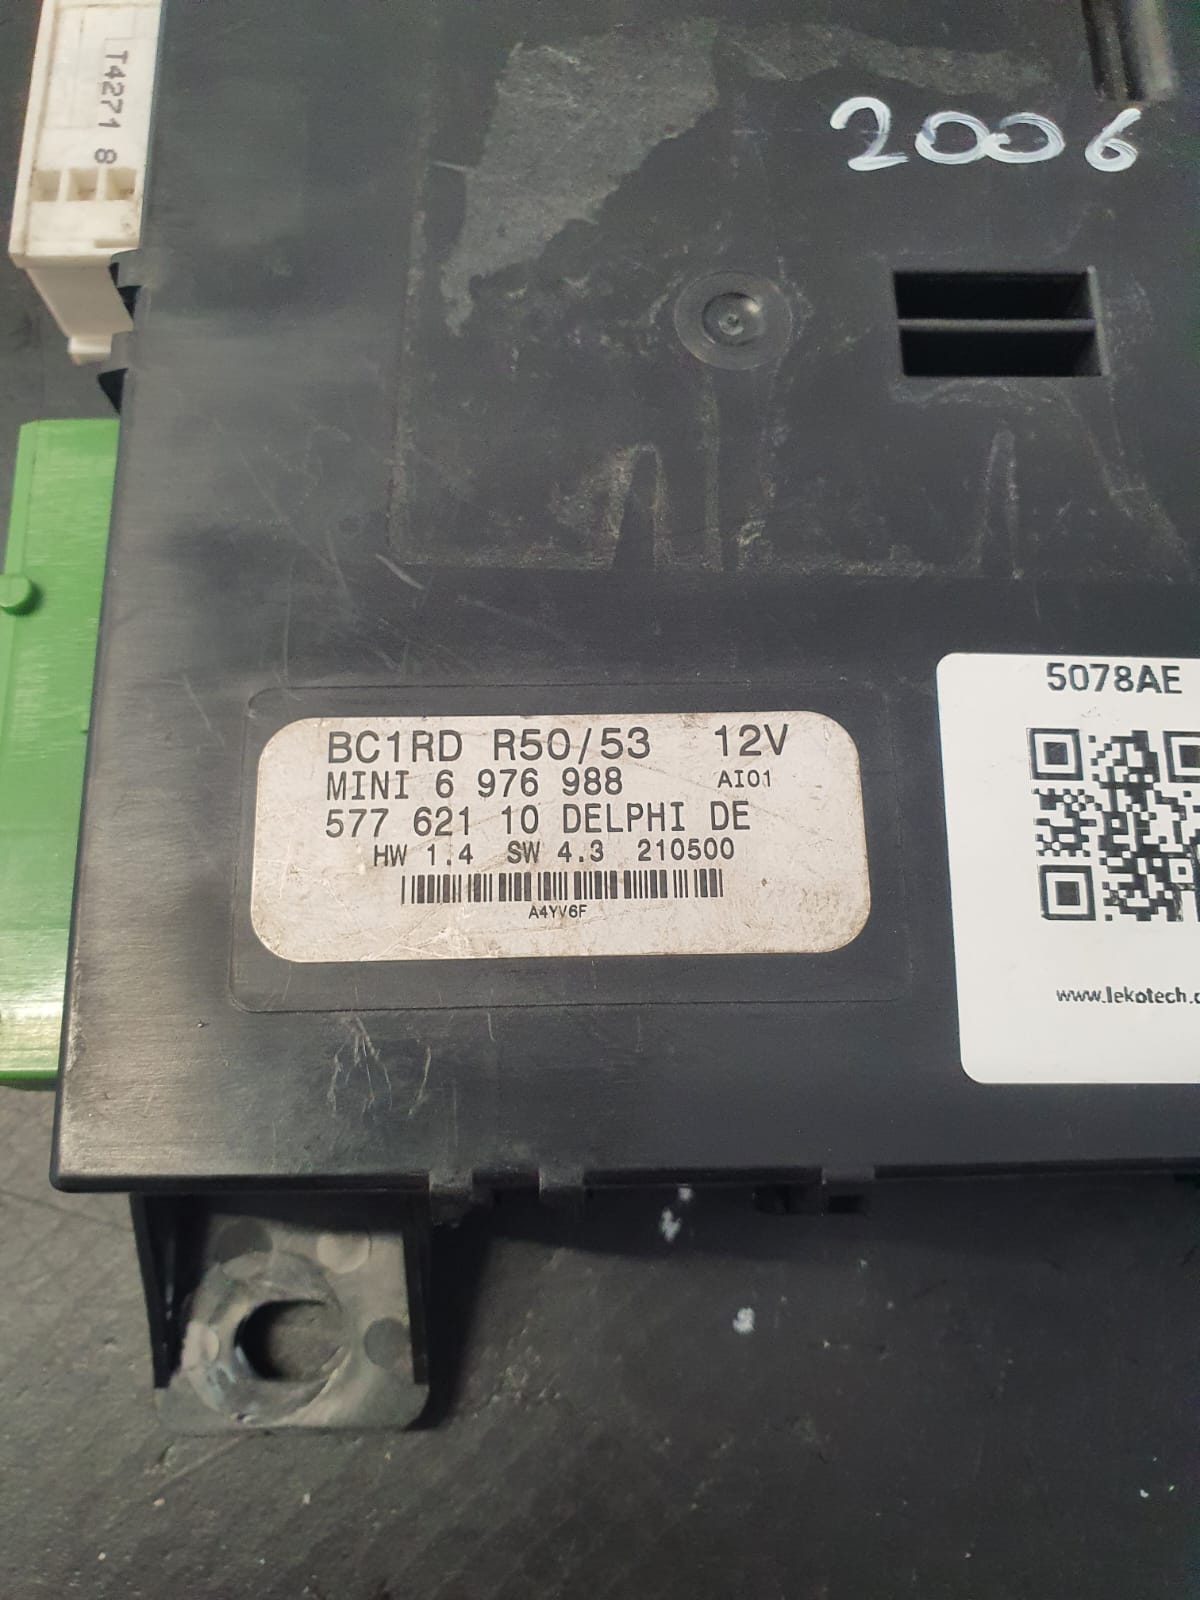 T4271 8
2006
5078AE
BC1RD R50/53 12V
MINI 6 976 988 AI01
577 621 10 DELPHI DE
HW 1.4 SW 4.3 210500
A4YV6F
www.lekotech.c